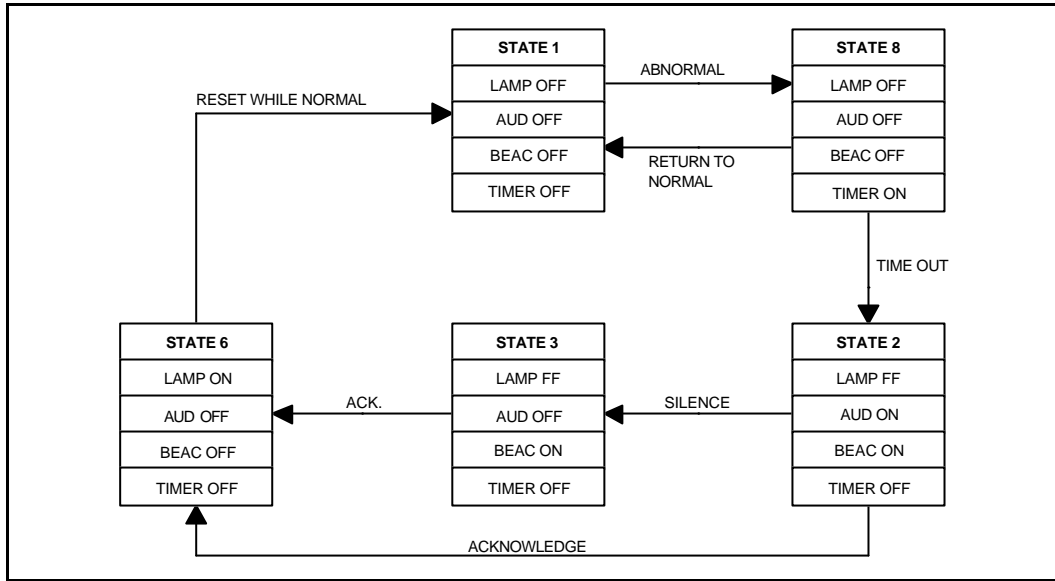 STATE 1
LAMP OFF
AUD OFF
BEAC OFF
TIMER OFF
ABNORMAL
RETURN TO
NORMAL
STATE 8
LAMP OFF
AUD OFF
BEAC OFF
TIMER ON
RESET WHILE NORMAL
TIME OUT
STATE 6
LAMP ON
AUD OFF
BEAC OFF
TIMER OFF
ACK.
STATE 3
LAMP FF
AUD OFF
BEAC ON
TIMER OFF
SILENCE
STATE 2
LAMP FF
AUD ON
BEAC ON
TIMER OFF
ACKNOWLEDGE